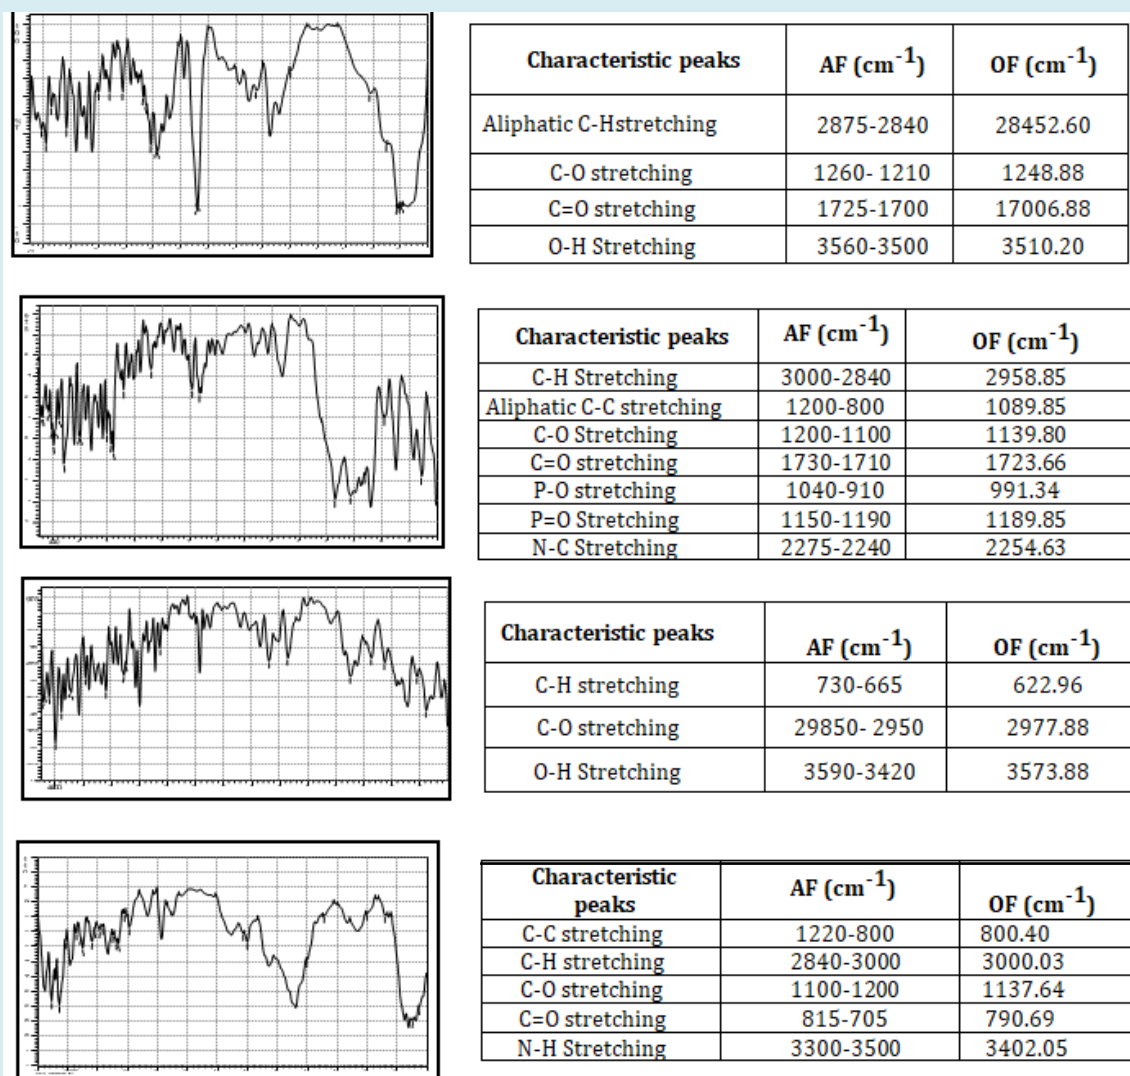 Characteristic peaks AF (cm-1) OF (cm-1)
Aliphatic C-Hstretching 2875-2840 28452.60
C-O stretching 1260- 1210 1248.88
C=O stretching 1725-1700 17006.88
O-H Stretching 3560-3500 3510.20
Characteristic peaks AF (cm-1) OF (cm-1)
C-H Stretching 3000-2840 2958.85
Aliphatic C-C stretching 1200-800 1089.85
C-O Stretching 1200-1100 1139.80
C=O stretching 1730-1710 1723.66
P-O stretching 1040-910 991.34
P=O Stretching 1150-1190 1189.85
N-C Stretching 2275-2240 2254.63
Characteristic peaks AF (cm-1) OF (cm-1)
C-H stretching 730-665 622.96
C-O stretching 29850- 2950 2977.88
O-H Stretching 3590-3420 3573.88
Characteristic
peaks AF (cm-1) OF (cm-1)
C-C stretching 1220-800 800.40
C-H stretching 2840-3000 3000.03
C-O stretching 1100-1200 1137.64
C=O stretching 815-705 790.69
N-H Stretching 3300-3500 3402.05